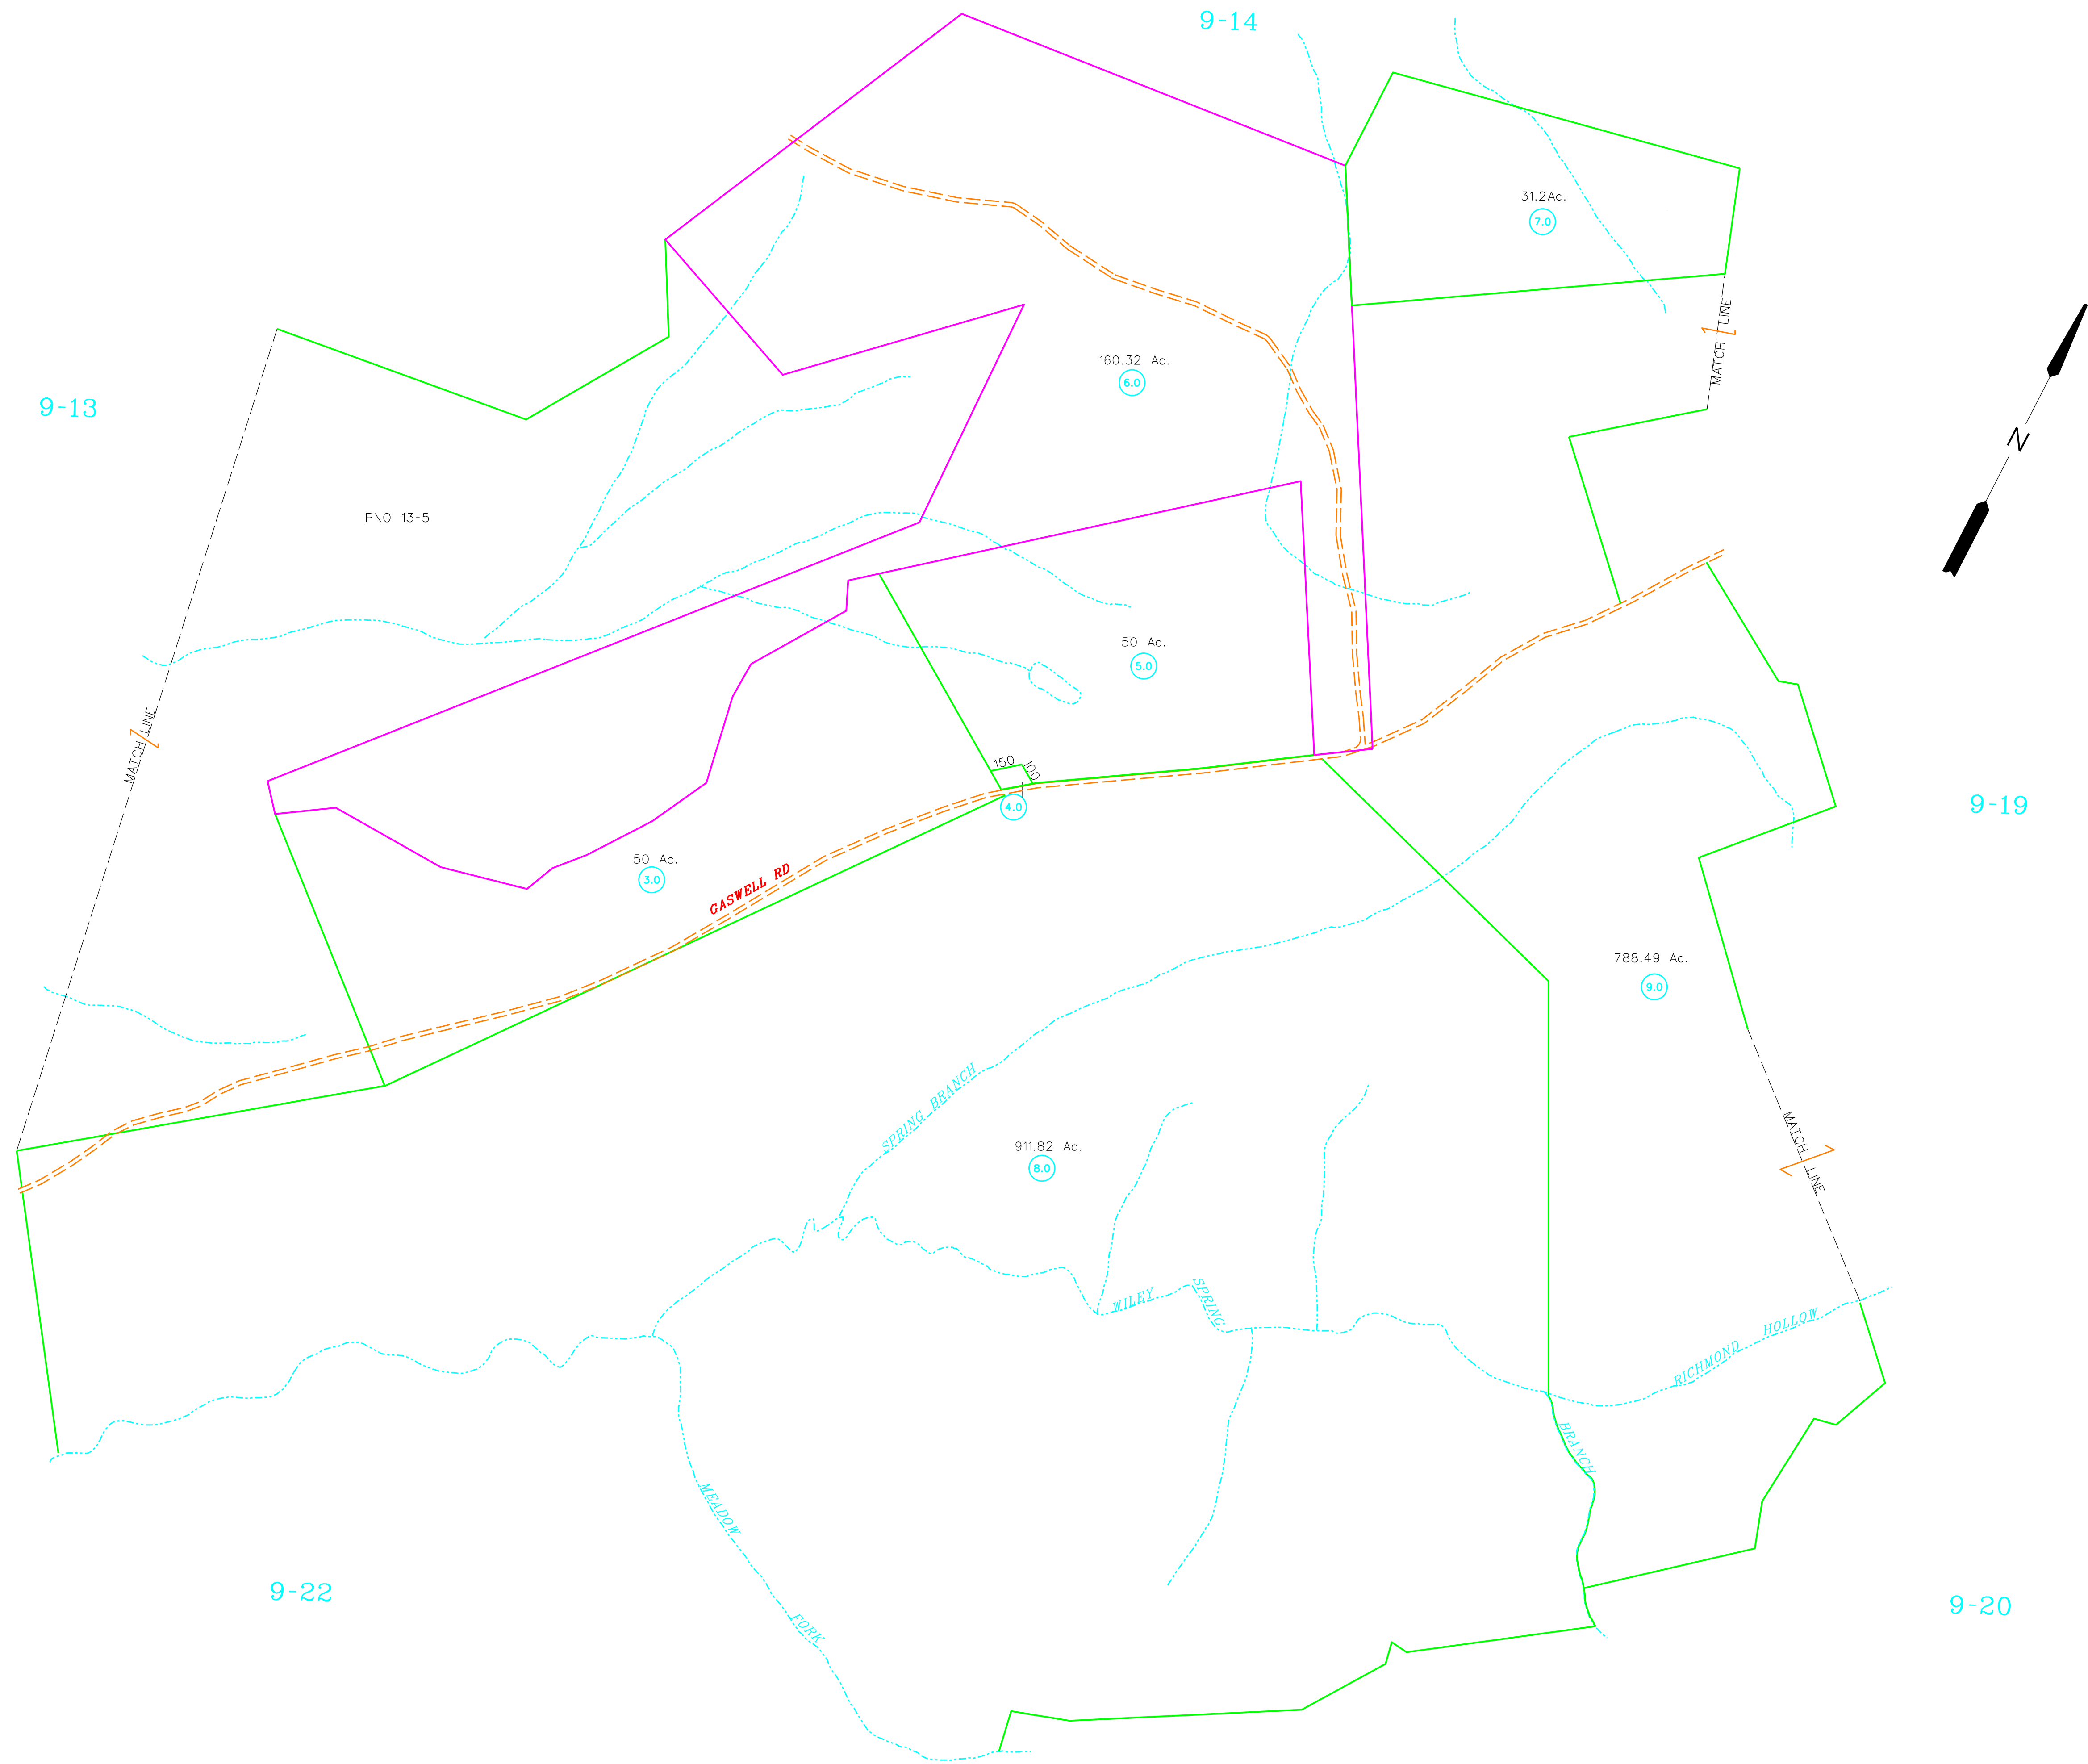 9-14
31.2Ac.
7.0
MATCH LINE
1
160.32 Ac.
6.0
9-13
N
P\O 13-5
50 Ac.
5.0
MATCH LINE
1
150
100
4.0
9-19
50 Ac.
3.0
GASWELL RD
788.49 Ac.
9.0
SPRING BRANCH
911.82 Ac.
8.0
MATCH LINE
1
WILEY
SPRING
BRANCH
RICHMOND
HOLLOW
MEADOW
FORK
9-22
9-20